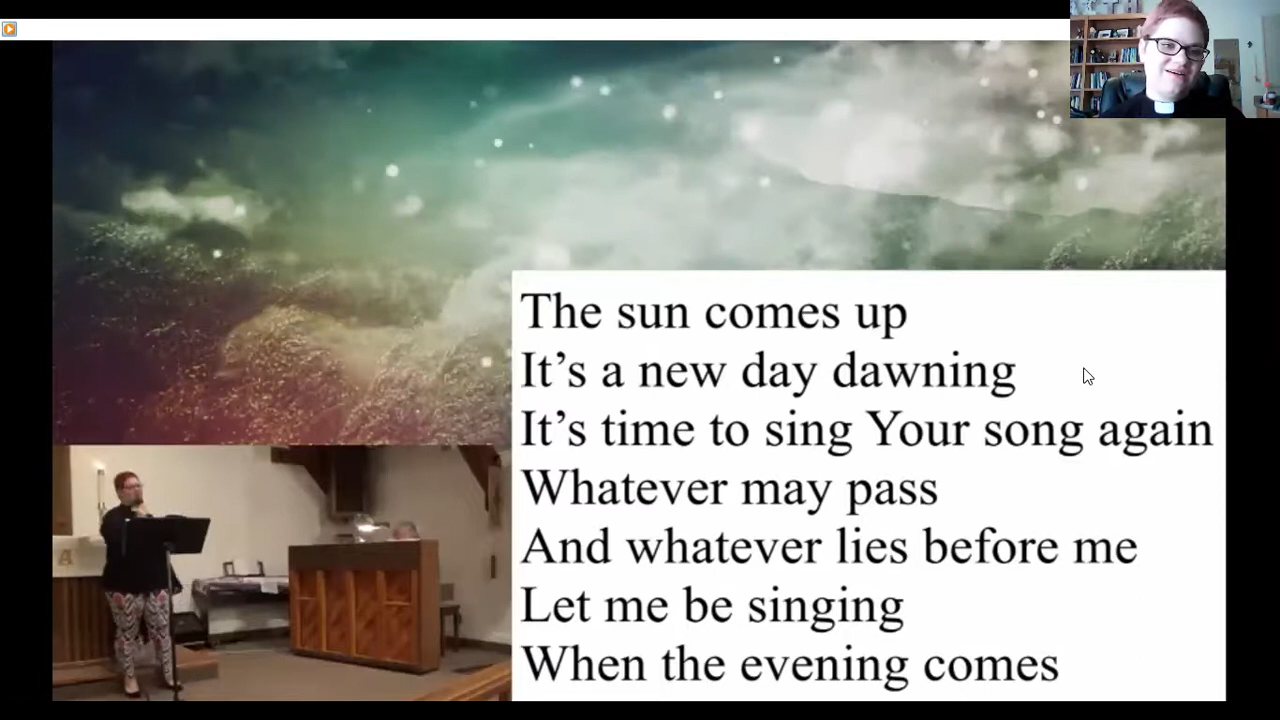 The sun comes up
It’s a new day dawning
It’s time to sing Your song again
Whatever may pass
And whatever lies before me
Let me be singing
When the evening comes